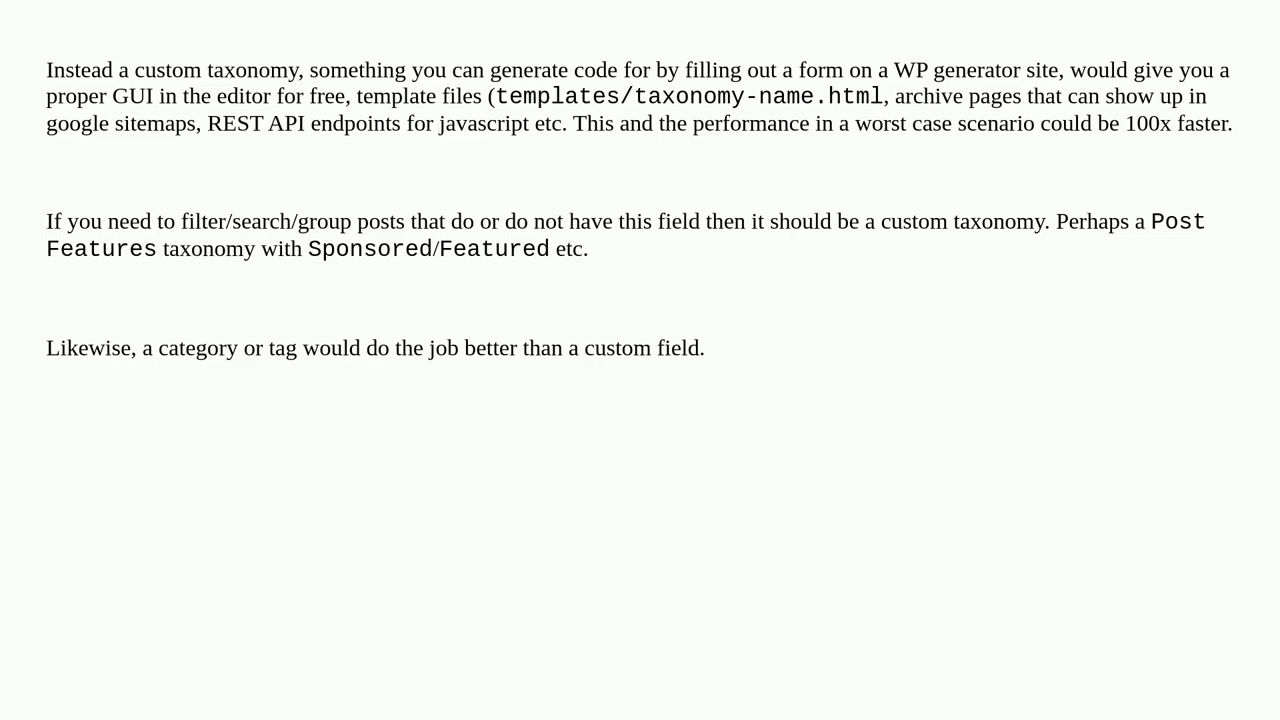 Instead a custom taxonomy, something you can generate code for by filling out a form on a WP generator site, would give you a
proper GUI in the editor for free, template files (templates/taxonomy-name.html, archive pages that can show up in
google sitemaps, REST API endpoints for javascript etc. This and the performance in a worst case scenario could be 100x faster.
If you need to filter/search/group posts that do or do not have this field then it should be a custom taxonomy. Perhaps a Post
Features taxonomy with Sponsored/Featured etc.
Likewise, a category or tag would do the job better than a custom field.